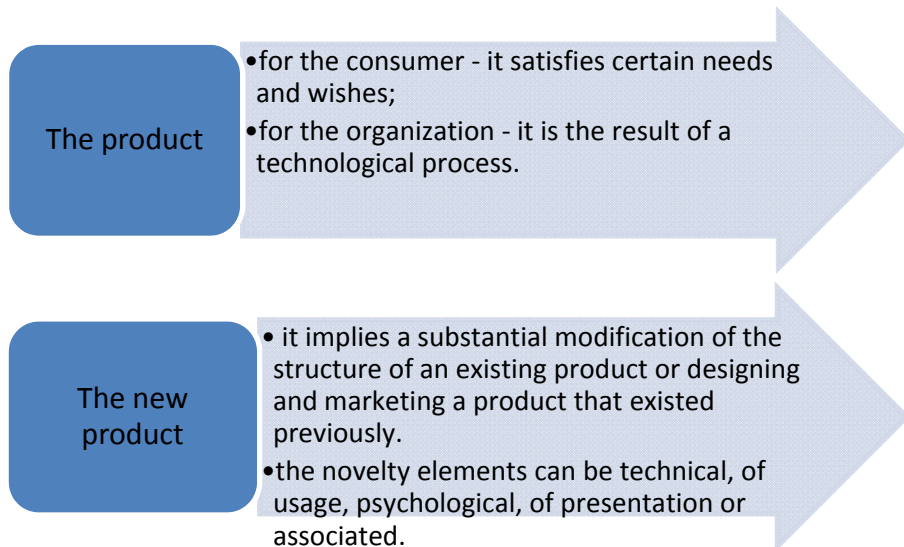 The product
•for the consumer - it satisfies certain needs
and wishes;
•for the organization - it is the result of a
technological process.
The new
product
• it implies a substantial modification of the
structure of an existing product or designing
and marketing a product that existed
previously.
•the novelty elements can be technical, of
usage, psychological, of presentation or
associated.